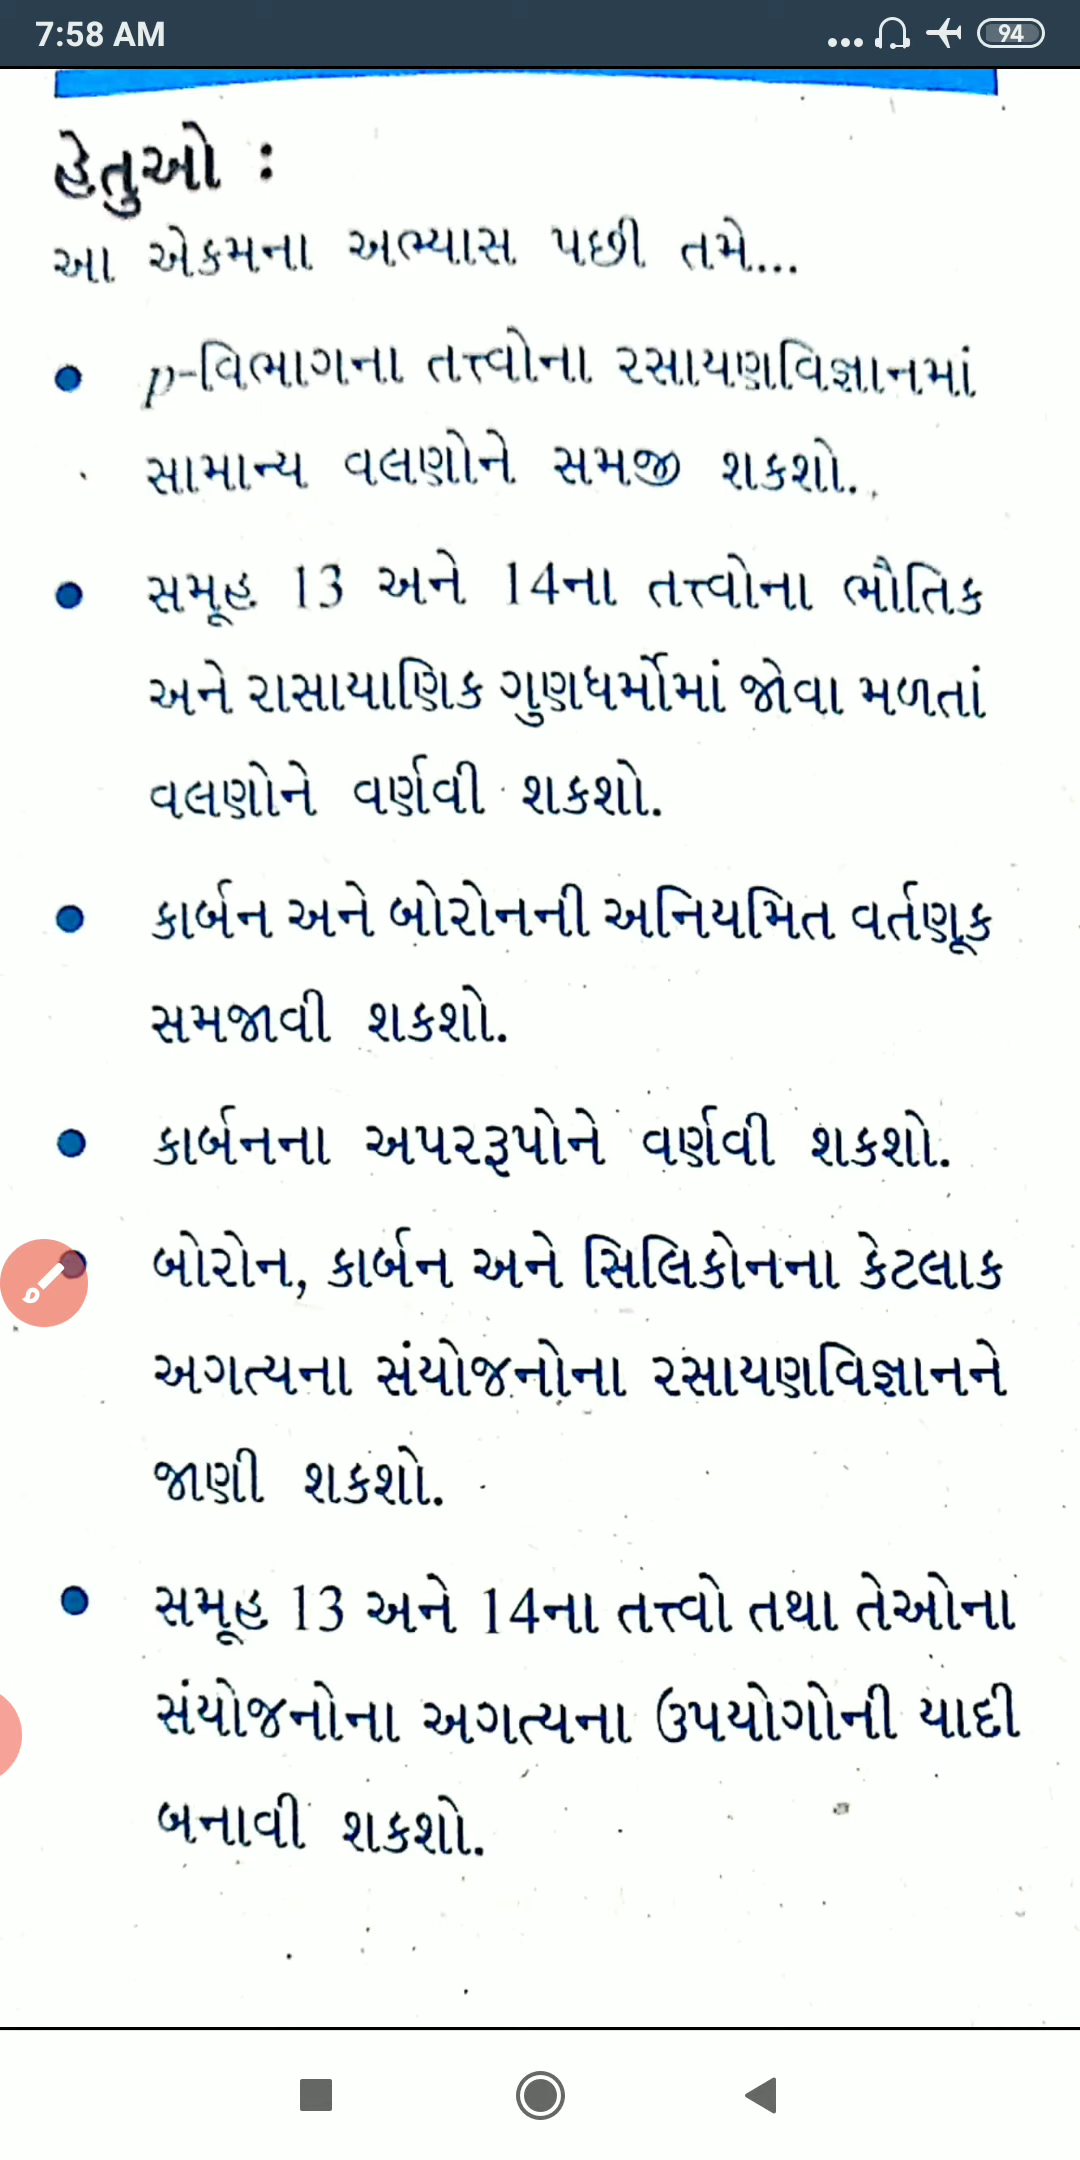 7:58 AM
94
હેતુઓ :
આ એકમના અભ્યાસ પછી તમે...
• p-વિભાગના તત્ત્વોના રસાયણવિજ્ઞાનમાં
સામાન્ય વલણોને સમજી શકશો.
• સમૂહ 13 અને 14ના તત્ત્વોના ભૌતિક
અને રાસાયાણિક ગુણધર્મોમાં જોવા મળતાં
વલણોને વર્ણવી શકશો.
• કાર્બન અને બોરોનની અનિયમિત વર્તણૂક
સમજાવી શકશો.
• કાર્બનના અપરરૂપોને વર્ણવી શકશો.
• બોરોન, કાર્બન અને સિલિકોનના કેટલાક
અગત્યના સંયોજનોના રસાયણવિજ્ઞાનને
જાણી શકશો.
• સમૂહ 13 અને 14ના તત્ત્વો તથા તેઓના
સંયોજનોના અગત્યના ઉપયોગોની યાદી
બનાવી શકશો.